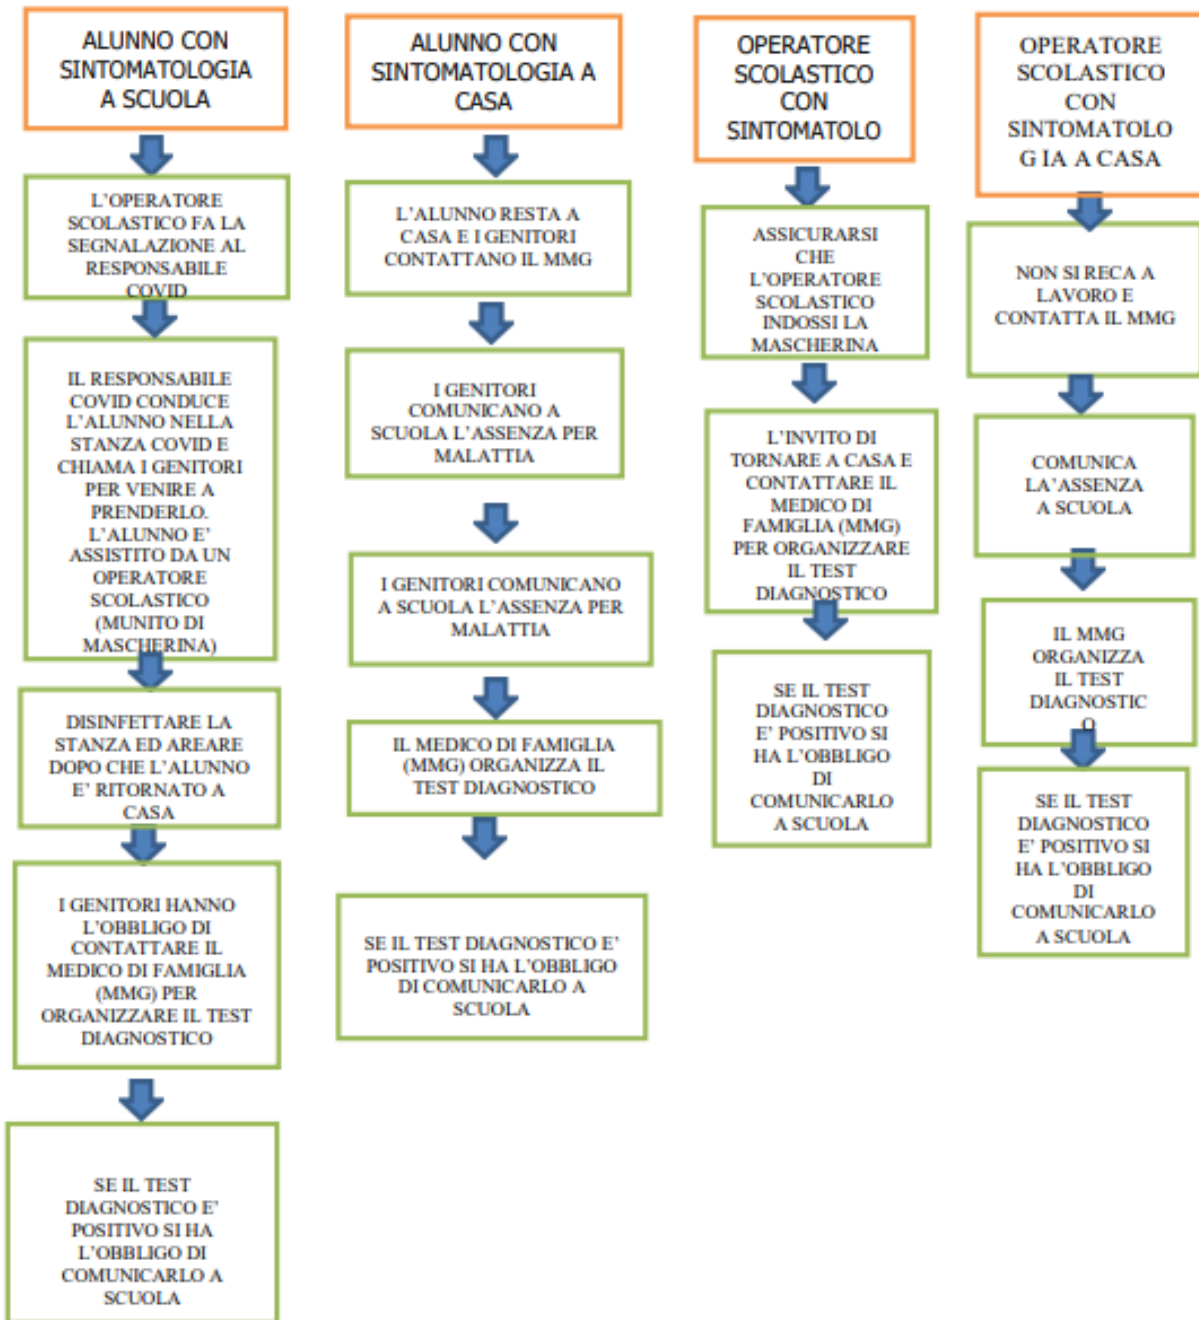 ALUNNO CON
SINTOMATOLOGIA
A SCUOLA
L'OPERATORE
SCOLASTICO FA LA
SEGNALAZIONE AL
RESPONSABILE
COVID
IL RESPONSABILE
COVID CONDUCE
L'ALUNNO NELLA
STANZA COVID E
CHIAMA I GENITORI
PER VENIRE A
PRENDERLO.
L'ALUNNO E'
ASSISTITO DA UN
OPERATORE
SCOLASTICO
(MUNITO DI
MASCHERINA)
DISINFETTARE LA
STANZA ED AREARE
DOPO CHE L'ALUNNO
E' RITORNATO A
CASA
I GENITORI HANNO
L'OBBLIGO DI
CONTATTARE IL
MEDICO DI FAMIGLIA
(MMG) PER
ORGANIZZARE IL TEST
DIAGNOSTICO
SE IL TEST
DIAGNOSTICO E'
POSITIVO SI HA
L'OBBLIGO DI
COMUNICARLO A
SCUOLA
ALUNNO CON
SINTOMATOLOGIA A
CASA
L'ALUNNO RESTA A
CASA E I GENITORI
CONTATTANO IL MMG
I GENITORI
COMUNICANO A
SCUOLA L'ASSENZA PER
MALATTIA
I GENITORI COMUNICANO
A SCUOLA L'ASSENZA PER
MALATTIA
IL MEDICO DI FAMIGLIA
(MMG) ORGANIZZA IL
TEST DIAGNOSTICO
SE IL TEST DIAGNOSTICO E'
POSITIVO SI HA L'OBBLIGO
DI COMUNICARLO A
SCUOLA
OPERATORE
SCOLASTICO
CON
SINTOMATOLO
ASSICURARSI
CHE
L'OPERATORE
SCOLASTICO
INDOSSI LA
MASCHERINA
L'INVITO DI
TORNARE A CASA E
CONTATTARE IL
MEDICO DI
FAMIGLIA (MMG)
PER ORGANIZZARE
IL TEST
DIAGNOSTICO
SE IL TEST
DIAGNOSTICO
E' POSITIVO SI
HA L'OBBLIGO
DI
COMUNICARLO
A SCUOLA
OPERATORE
SCOLASTICO
CON
SINTOMATOLO
G IA A CASA
NON SI RECA A
LAVORO E
CONTATTA IL MMG
COMUNICA
LA'ASSENZA
A SCUOLA
IL MMG
ORGANIZZA
IL TEST
DIAGNOSTIC
O
SE IL TEST
DIAGNOSTICO
E' POSITIVO SI
HA L'OBBLIGO
DI
COMUNICARLO
A SCUOLA